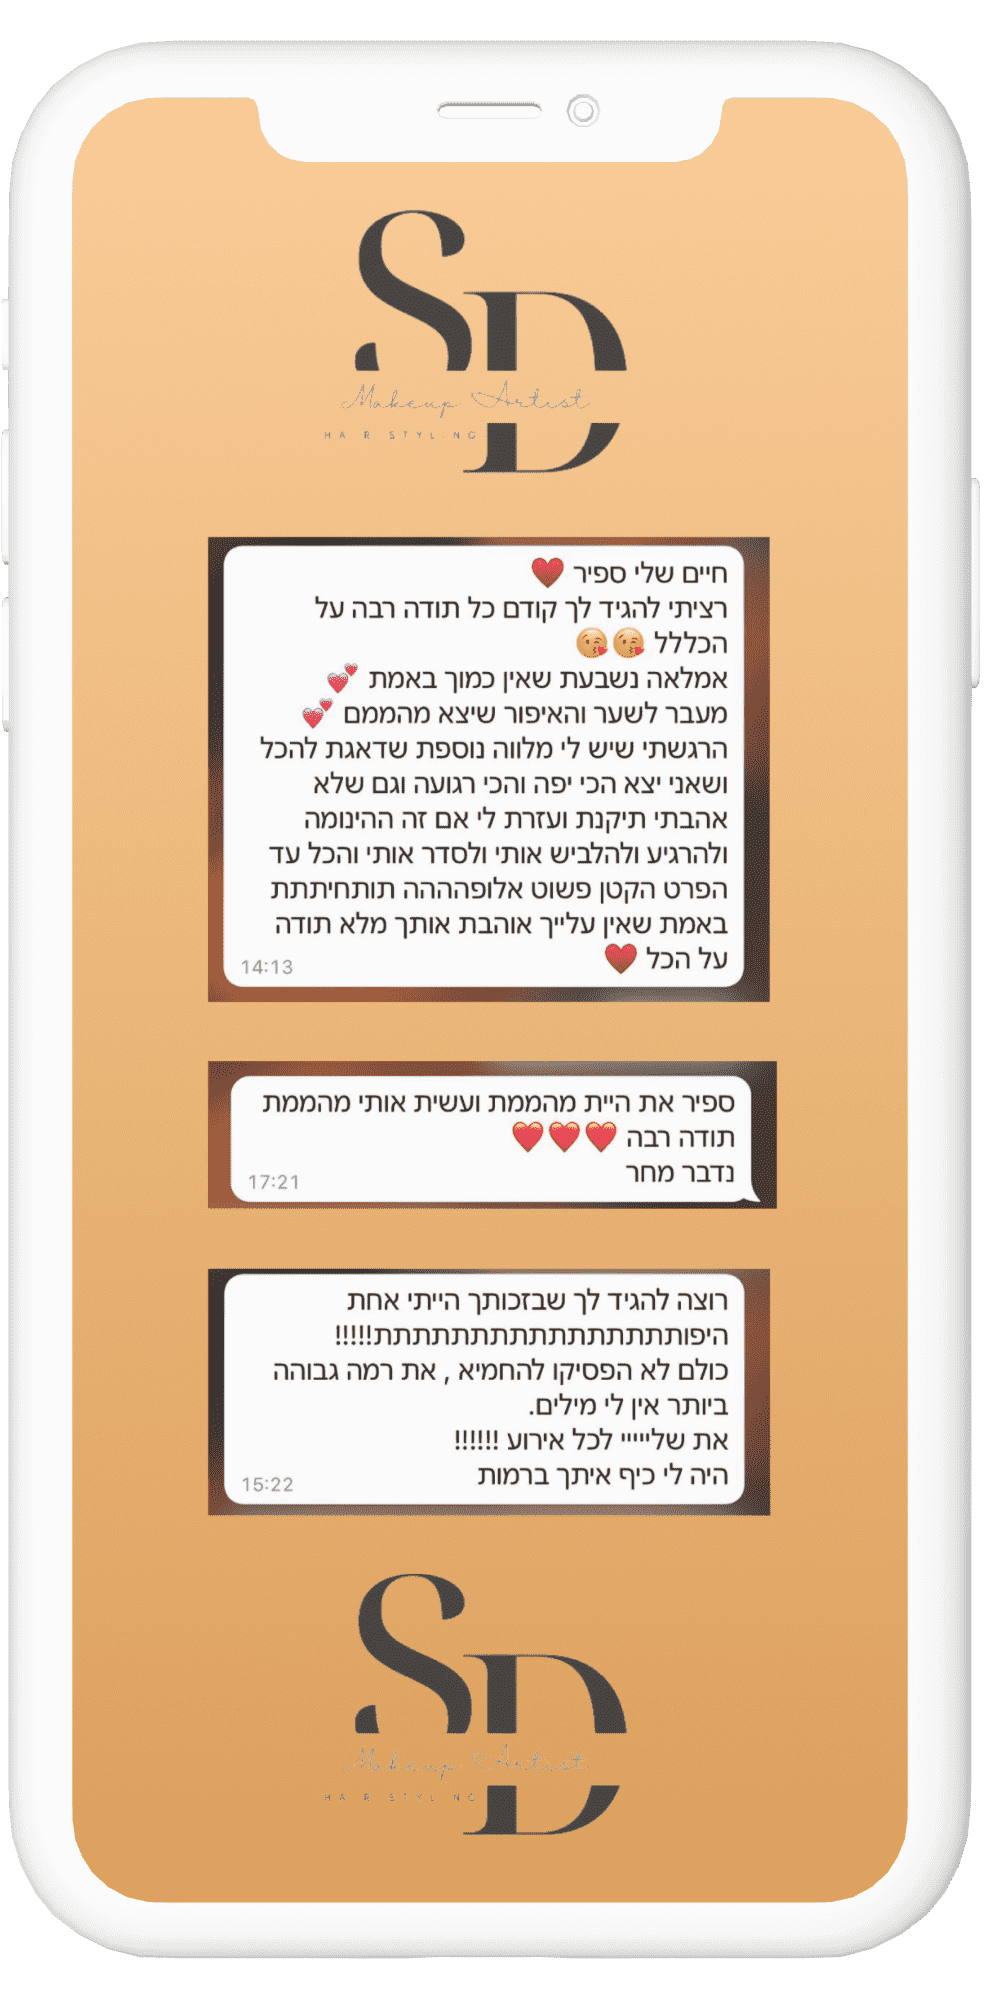 SD
Makeup Artist
HAIR STYLING
חיים שלי ספיר ❤️
רציתי להגיד לך קודם כל תודה רבה על
הכללל 😘😘
אמלאה נשבעת שאין כמוך באמת 💕
מעבר לשער והאיפור שיצא מהממם 💕
הרגשתי שיש לי מלווה נוספת שדאגת להכל
ושאני יצא הכי יפה והכי רגועה וגם שלא
אהבתי תיקנת ועזרת לי אם זה ההינומה
ולהרגיע ולהלביש אותי ולסדר אותי והכל עד
הפרט הקטן פשוט אלופהההה תותחיתתת
באמת שאין עלייך אוהבת אותך מלא תודה
על הכל ❤️
14:13
ספיר את היית מהממת ועשית אותי מהממת
תודה רבה ❤️❤️❤️
נדבר מחר
17:21
רוצה להגיד לך שבזכותך הייתי אחת
היפותתתתתתתתתתתתתתת!!!!!
כולם לא הפסיקו להחמיא , את רמה גבוהה
ביותר אין לי מילים.
את שלייייי לכל אירוע !!!!!!
היה לי כיף איתך ברמות
15:22
SD
Makeup Artist
HAIR STYLING